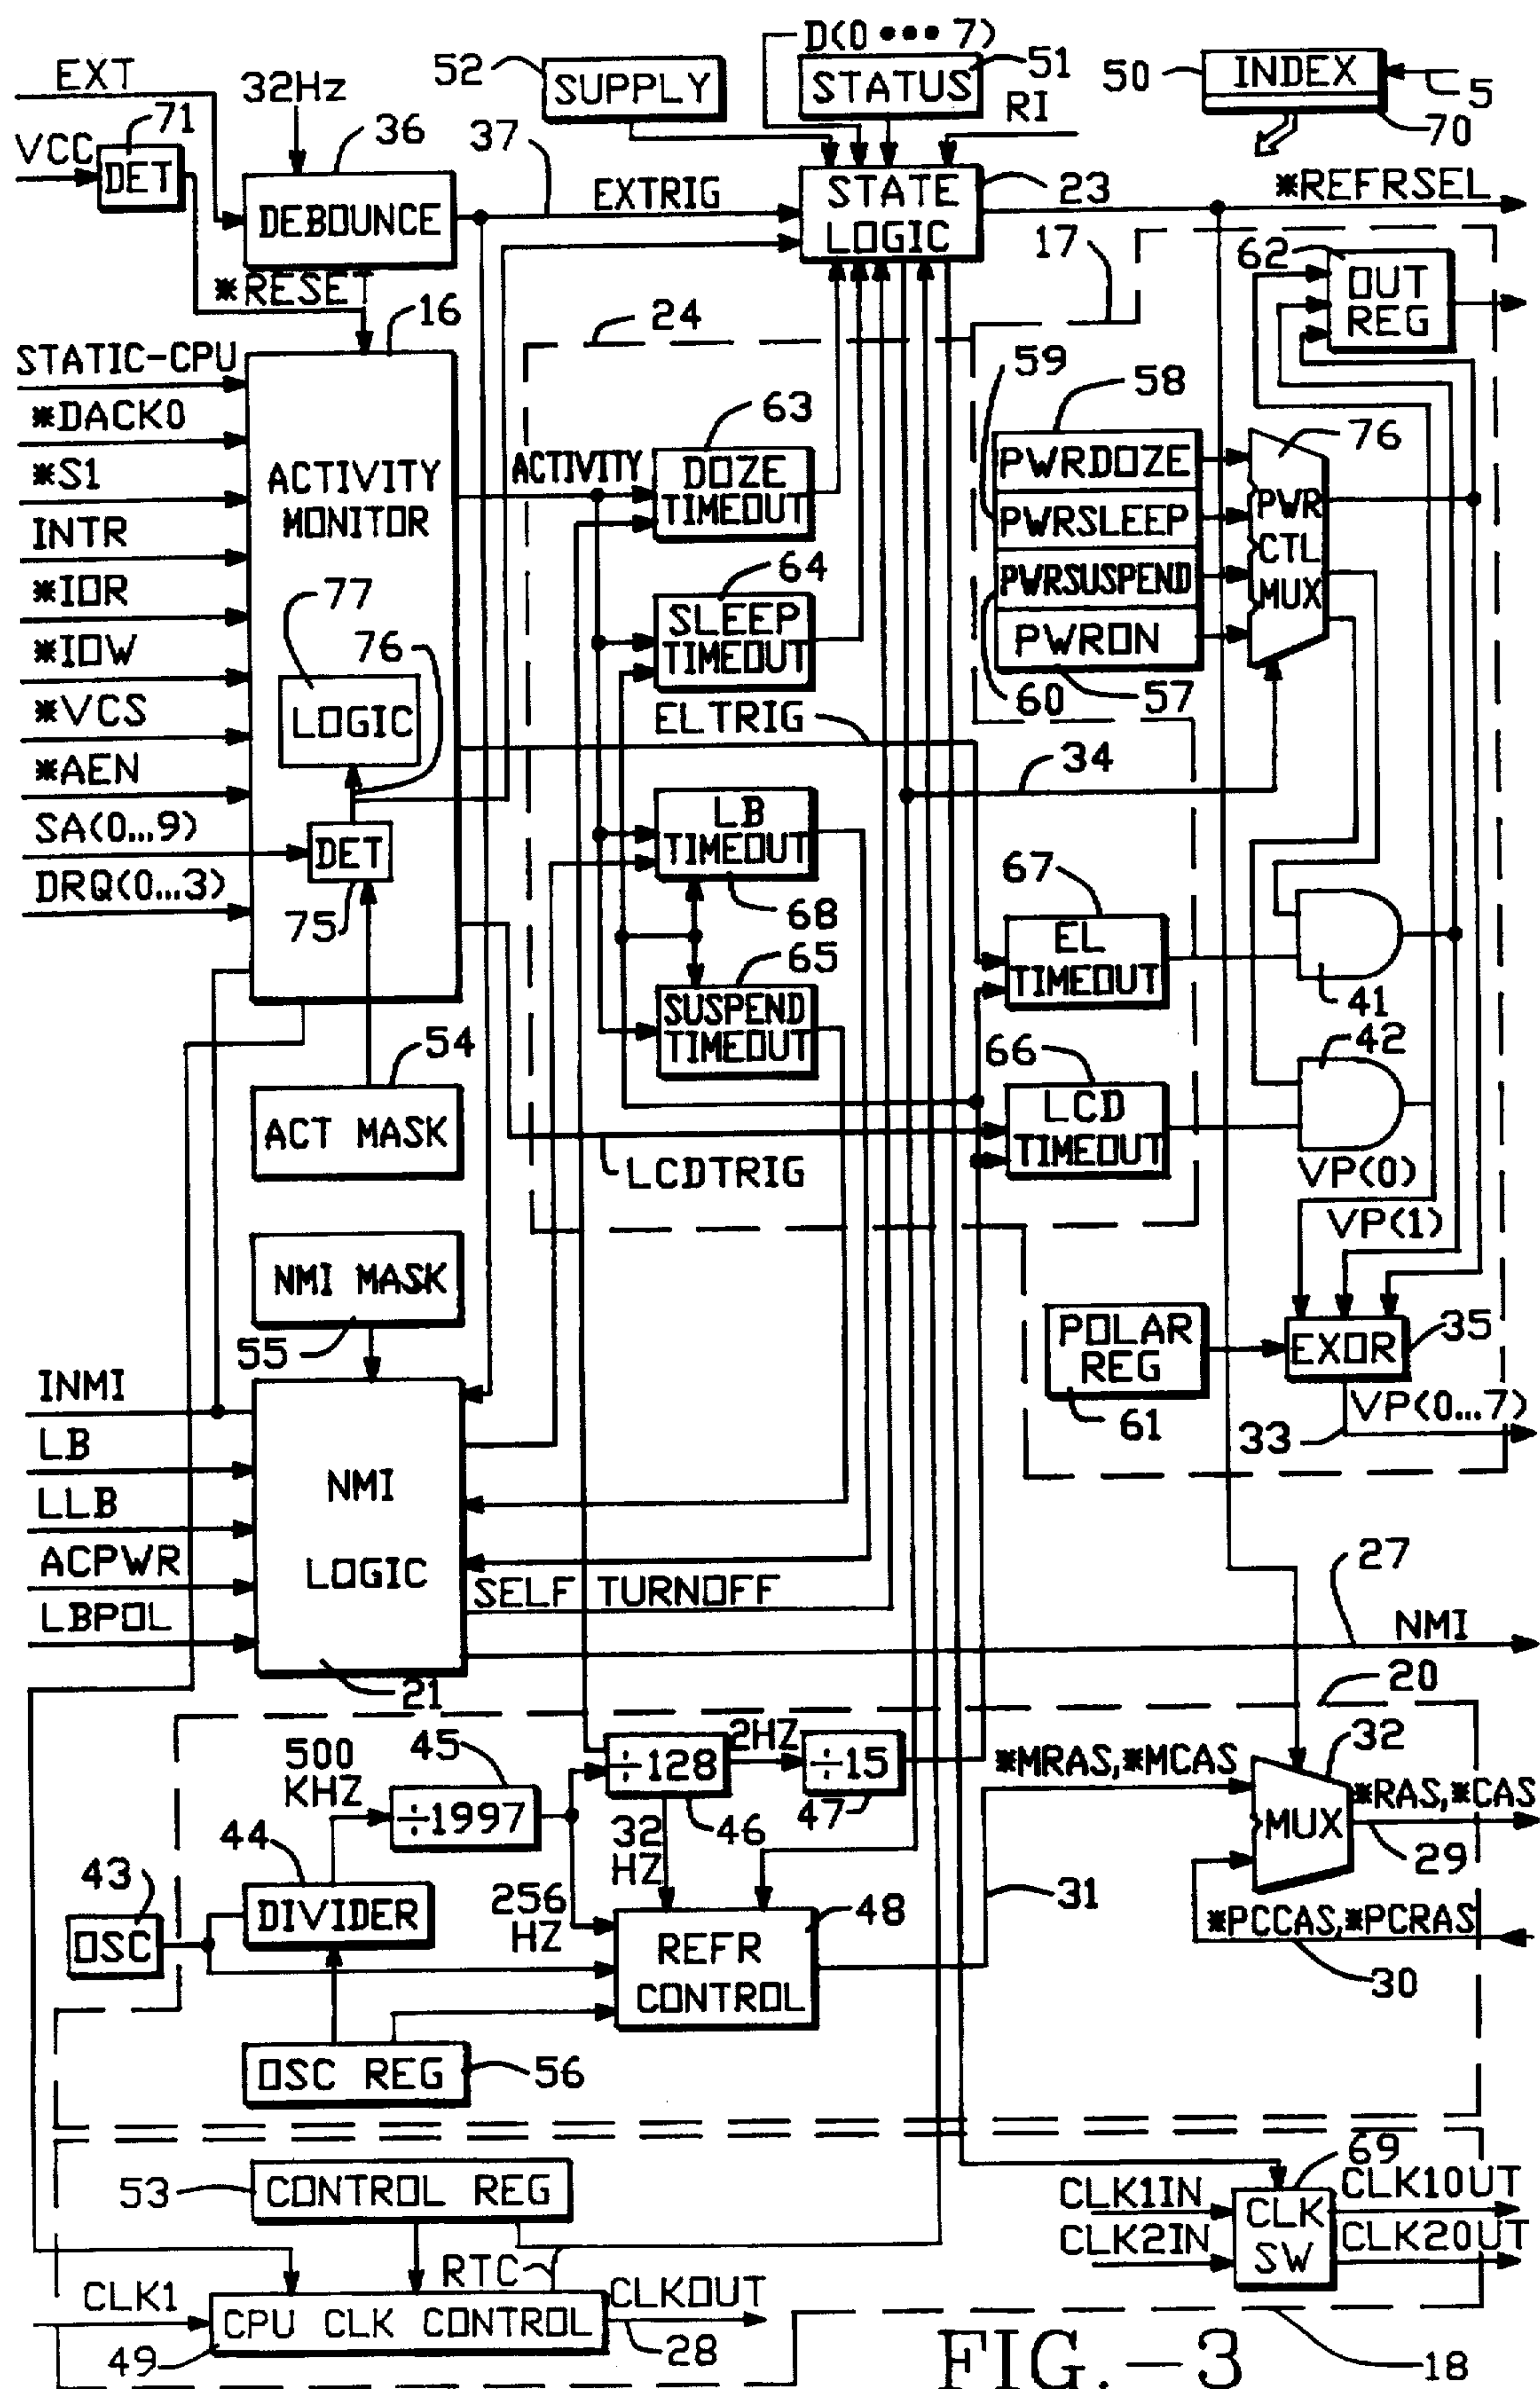 D(0 ••• 7)
EXT
32Hz
52
SUPPLY
STATUS
51
50
INDEX
5
70
RI
71
VCC
DET
36
37
DEBOUNCE
EXTRIG
STATE
LOGIC
23
*REFRSEL
17
62
OUT
REG
*RESET
16
24
STATIC-CPU
*DACK0
*S1
INTR
*IOR
*IOW
*VCS
*AEN
SA(0...9)
DRQ(0...3)
ACTIVITY
MONITOR
77
76
LOGIC
DET
75
ACTIVITY
63
DOZE
TIMEOUT
64
SLEEP
TIMEOUT
ELTRIG
LB
TIMEOUT
68
65
SUSPEND
TIMEOUT
59
58
PWRDOZE
PWRSLEEP
PWRSUSPEND
PWRON
60
57
76
PWR
CTL
MUX
34
67
EL
TIMEOUT
41
42
66
LCD
TIMEOUT
54
ACT MASK
LCDTRIG
VP(0)
VP(1)
NMI MASK
55
POLAR
REG
61
EXOR
35
VP(0...7)
33
INMI
LB
LLB
ACPWR
LBPOL
NMI
LOGIC
21
SELF TURNOFF
27
NMI
20
500
KHZ
45
÷1997
÷128
2HZ
÷15
47
46
32
HZ
*MRAS,*MCAS
32
MUX
*RAS,*CAS
29
44
43
OSC
DIVIDER
256
HZ
48
REFR
CONTROL
31
*PCCAS,*PCRAS
30
OSC REG
56
53
CONTROL REG
69
CLK1IN
CLK2IN
CLK
SW
CLK1OUT
CLK2OUT
RTC
CLK1
CPU CLK CONTROL
CLKOUT
49
28
18
FIG.-3